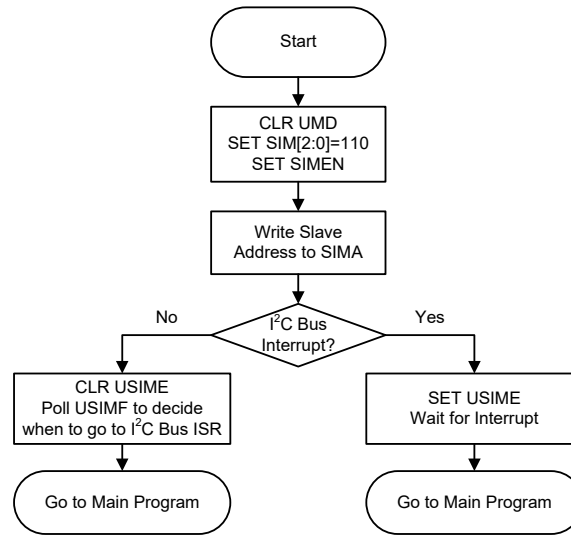 Start
CLR UMD
SET SIM[2:0]=110
SET SIMEN
Write Slave
Address to SIMA
No
I²C Bus
Interrupt?
Yes
CLR USIME
Poll USIMF to decide
when to go to I²C Bus ISR
SET USIME
Wait for Interrupt
Go to Main Program
Go to Main Program